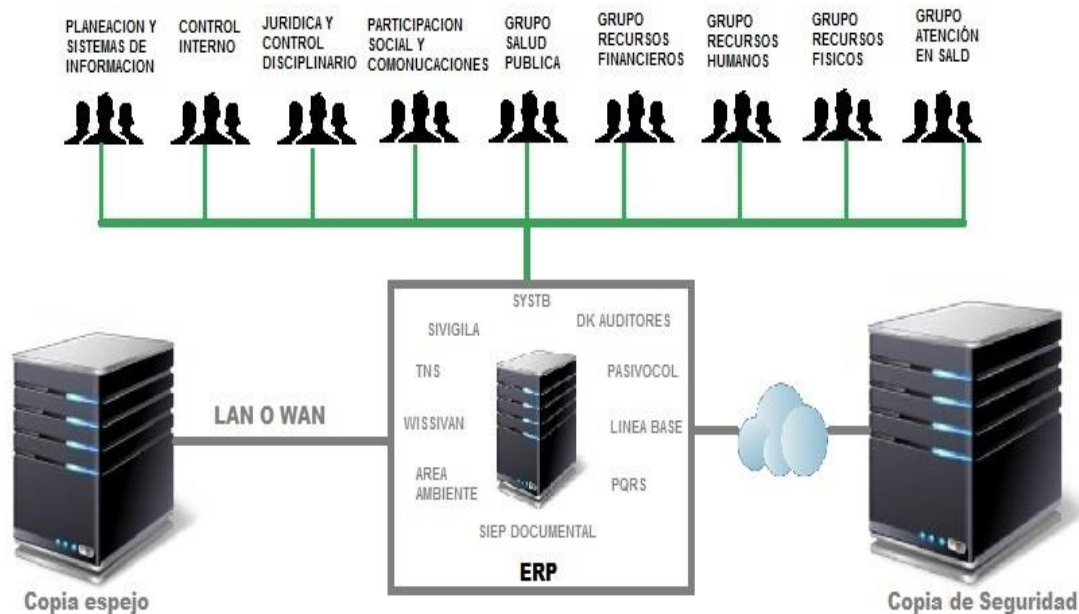 PLANEACION Y
SISTEMAS DE
INFORMACION
CONTROL
INTERNO
JURIDICA Y
CONTROL
DISCIPLINARIO
PARTICIPACION
SOCIAL Y
COMONUCACIONES
GRUPO
SALUD
PUBLICA
GRUPO
RECURSOS
FINANCIEROS
GRUPO
RECURSOS
HUMANOS
GRUPO
RECURSOS
FISICOS
GRUPO
ATENCIÓN
EN SALD
SYSTB
SIVIGILA
DK AUDITORES
TNS
PASIVOCOL
LAN O WAN
WISSIVAN
LINEA BASE
AREA
AMBIENTE
PQRS
SIEP DOCUMENTAL
ERP
Copia espejo
Copia de Seguridad